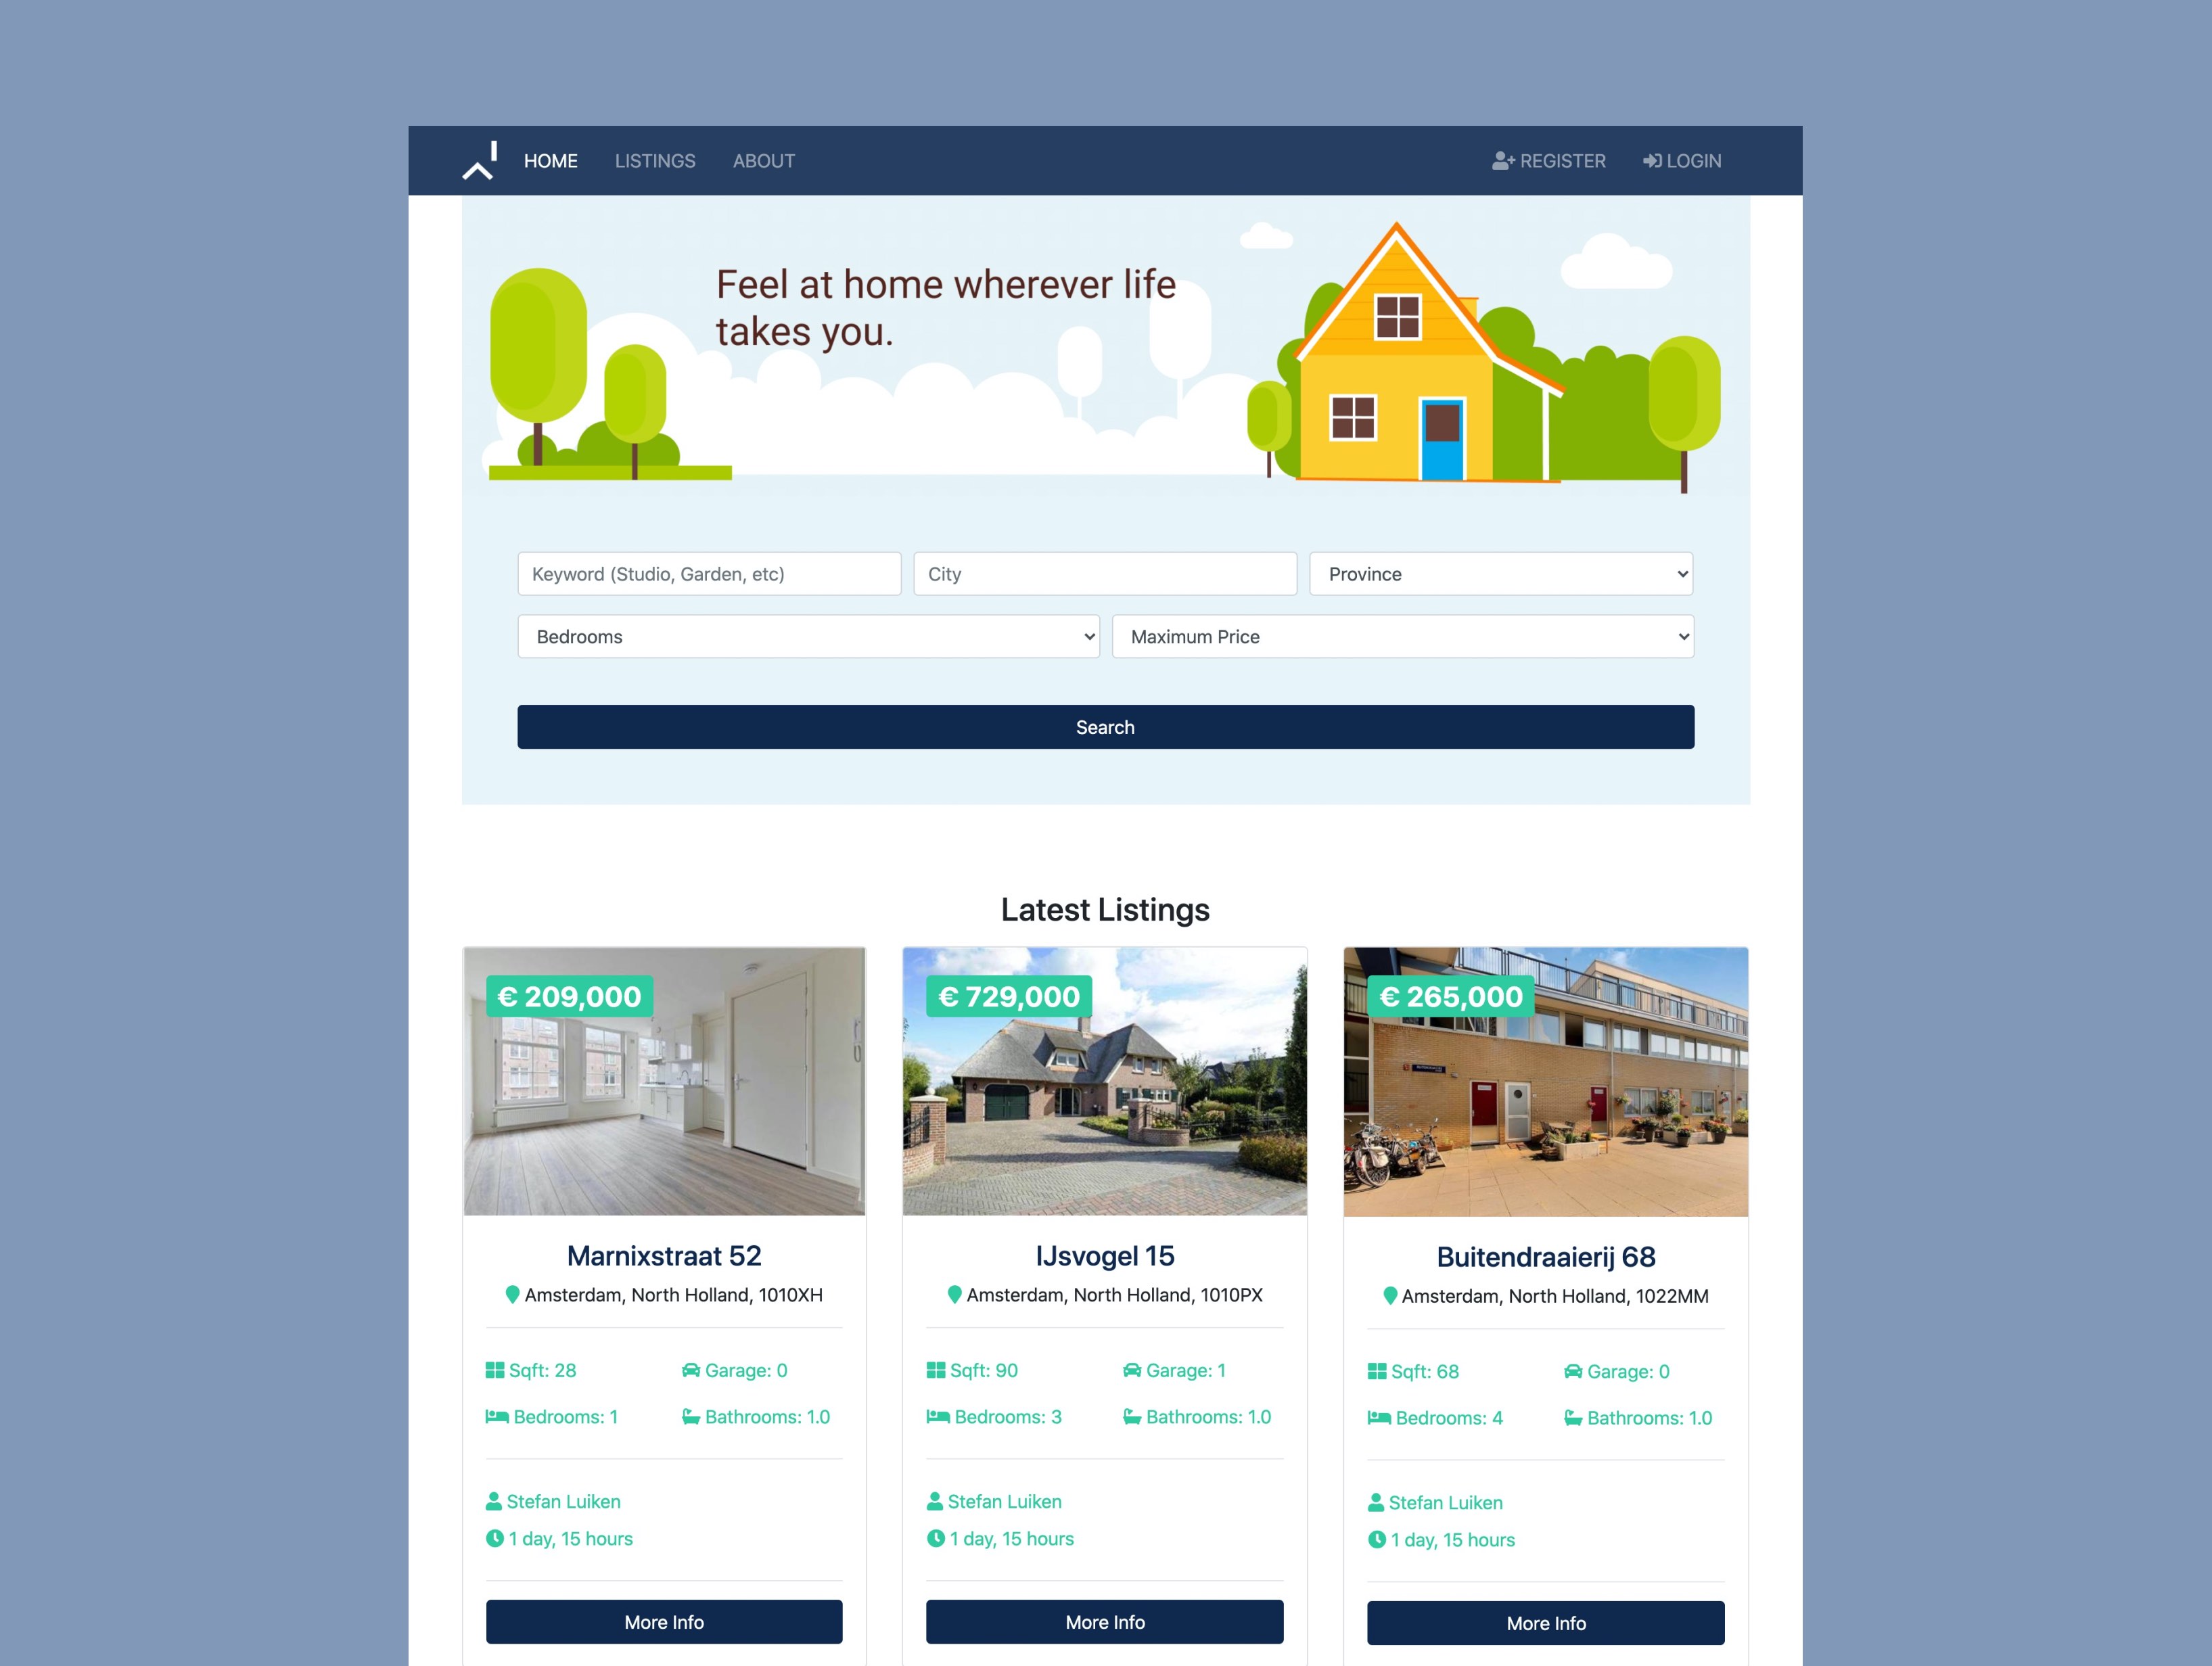 HOME LISTINGS ABOUT REGISTER LOGIN
Feel at home wherever life
takes you.
Keyword (Studio, Garden, etc) City Province
Bedrooms Maximum Price
Search
Latest Listings
€ 209,000
Marnixstraat 52
Amsterdam, North Holland, 1010XH
Sqft: 28 Garage: 0
Bedrooms: 1 Bathrooms: 1.0
Stefan Luiken
1 day, 15 hours
More Info
€ 729,000
IJsvogel 15
Amsterdam, North Holland, 1010PX
Sqft: 90 Garage: 1
Bedrooms: 3 Bathrooms: 1.0
Stefan Luiken
1 day, 15 hours
More Info
€ 265,000
Buitendraaierij 68
Amsterdam, North Holland, 1022MM
Sqft: 68 Garage: 0
Bedrooms: 4 Bathrooms: 1.0
Stefan Luiken
1 day, 15 hours
More Info